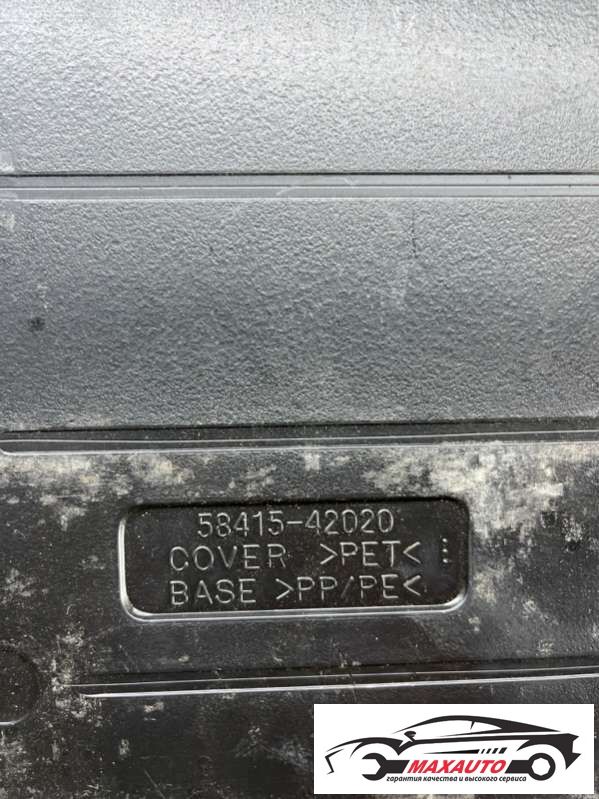 58415-42020
COVER >PET<
BASE >PP/PE<
MAXAUTO
гарантия качества и высокого сервиса